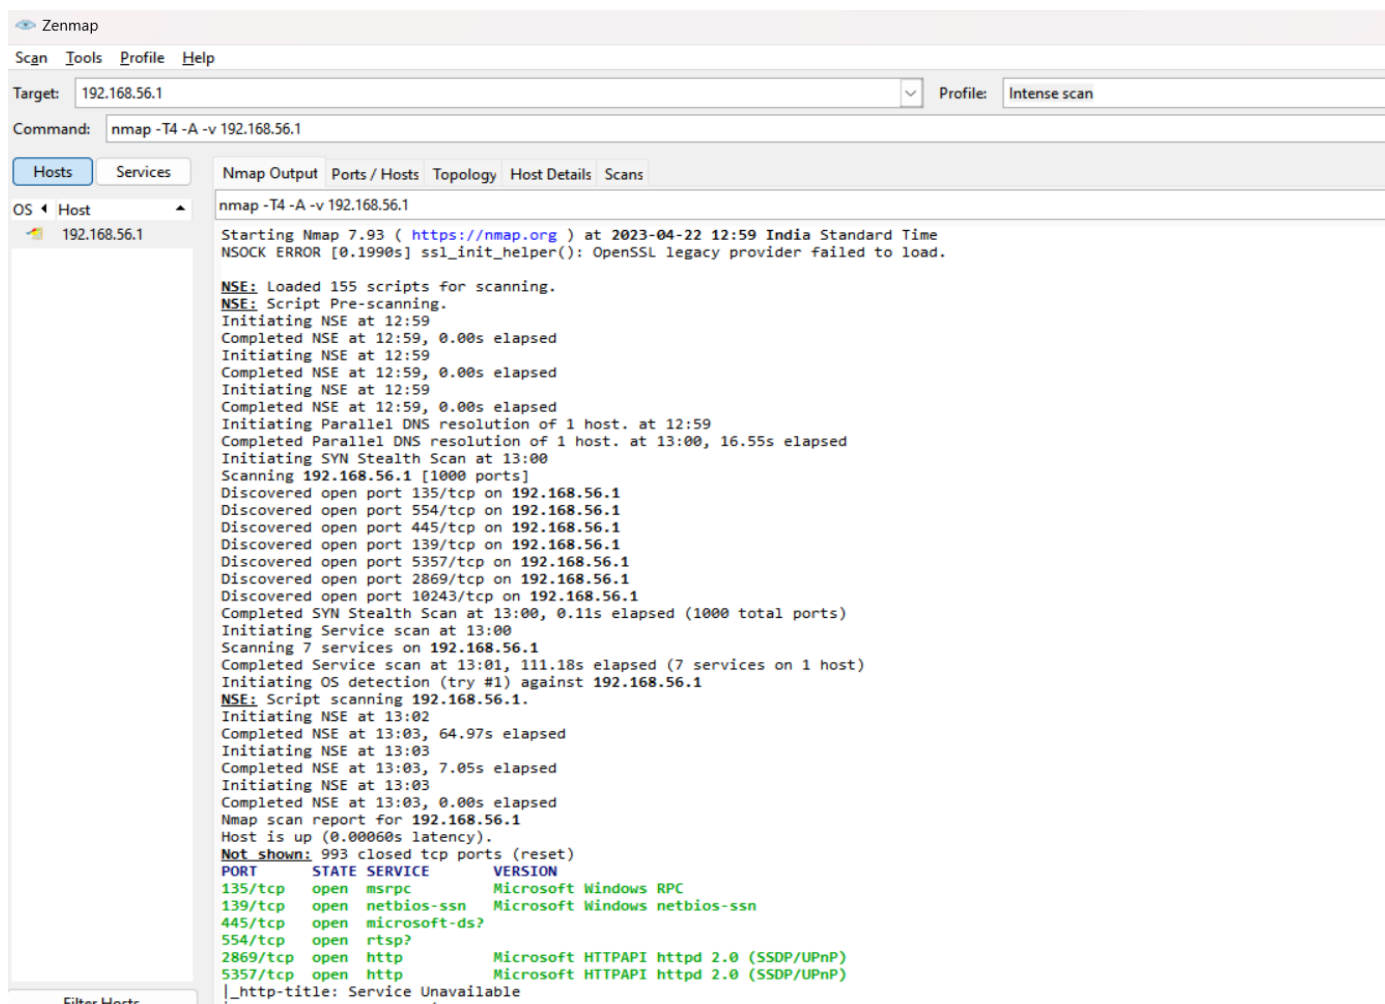 Zenmap
Scan Tools Profile Help
Target: 192.168.56.1 Profile: Intense scan
Command: nmap -T4 -A -v 192.168.56.1
Hosts Services
Nmap Output Ports / Hosts Topology Host Details Scans
OS Host
192.168.56.1
nmap -T4 -A -v 192.168.56.1
Starting Nmap 7.93 ( https://nmap.org ) at 2023-04-22 12:59 India Standard Time
NSOCK ERROR [0.1990s] ssl_init_helper(): OpenSSL legacy provider failed to load.
NSE: Loaded 155 scripts for scanning.
NSE: Script Pre-scanning.
Initiating NSE at 12:59
Completed NSE at 12:59, 0.00s elapsed
Initiating NSE at 12:59
Completed NSE at 12:59, 0.00s elapsed
Initiating NSE at 12:59
Completed NSE at 12:59, 0.00s elapsed
Initiating Parallel DNS resolution of 1 host. at 12:59
Completed Parallel DNS resolution of 1 host. at 13:00, 16.55s elapsed
Initiating SYN Stealth Scan at 13:00
Scanning 192.168.56.1 [1000 ports]
Discovered open port 135/tcp on 192.168.56.1
Discovered open port 554/tcp on 192.168.56.1
Discovered open port 445/tcp on 192.168.56.1
Discovered open port 139/tcp on 192.168.56.1
Discovered open port 5357/tcp on 192.168.56.1
Discovered open port 2869/tcp on 192.168.56.1
Discovered open port 10243/tcp on 192.168.56.1
Completed SYN Stealth Scan at 13:00, 0.11s elapsed (1000 total ports)
Initiating Service scan at 13:00
Scanning 7 services on 192.168.56.1
Completed Service scan at 13:01, 111.18s elapsed (7 services on 1 host)
Initiating OS detection (try #1) against 192.168.56.1
NSE: Script scanning 192.168.56.1.
Initiating NSE at 13:02
Completed NSE at 13:03, 64.97s elapsed
Initiating NSE at 13:03
Completed NSE at 13:03, 7.05s elapsed
Initiating NSE at 13:03
Completed NSE at 13:03, 0.00s elapsed
Nmap scan report for 192.168.56.1
Host is up (0.00060s latency).
Not shown: 993 closed tcp ports (reset)
PORT STATE SERVICE VERSION
135/tcp open msrpc Microsoft Windows RPC
139/tcp open netbios-ssn Microsoft Windows netbios-ssn
445/tcp open microsoft-ds?
554/tcp open rtsp?
2869/tcp open http Microsoft HTTPAPI httpd 2.0 (SSDP/UPnP)
5357/tcp open http Microsoft HTTPAPI httpd 2.0 (SSDP/UPnP)
|_http-title: Service Unavailable
Filter Hosts